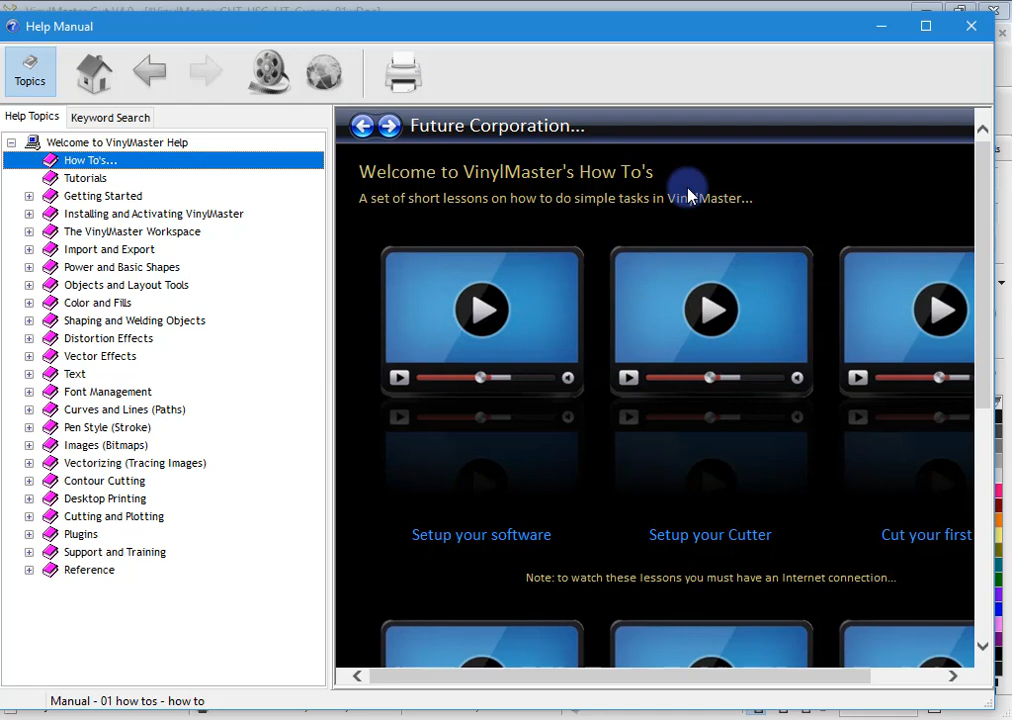 Help Manual
Topics
Help Topics
Keyword Search
Welcome to VinylMaster Help
How To's...
Tutorials
Getting Started
Installing and Activating VinylMaster
The VinylMaster Workspace
Import and Export
Power and Basic Shapes
Objects and Layout Tools
Color and Fills
Shaping and Welding Objects
Distortion Effects
Vector Effects
Text
Font Management
Curves and Lines (Paths)
Pen Style (Stroke)
Images (Bitmaps)
Vectorizing (Tracing Images)
Contour Cutting
Desktop Printing
Cutting and Plotting
Plugins
Support and Training
Reference
Future Corporation...
Welcome to VinylMaster's How To's
A set of short lessons on how to do simple tasks in VinylMaster...
Setup your software
Setup your Cutter
Cut your first
Note: to watch these lessons you must have an Internet connection...
Manual - 01 how tos - how to